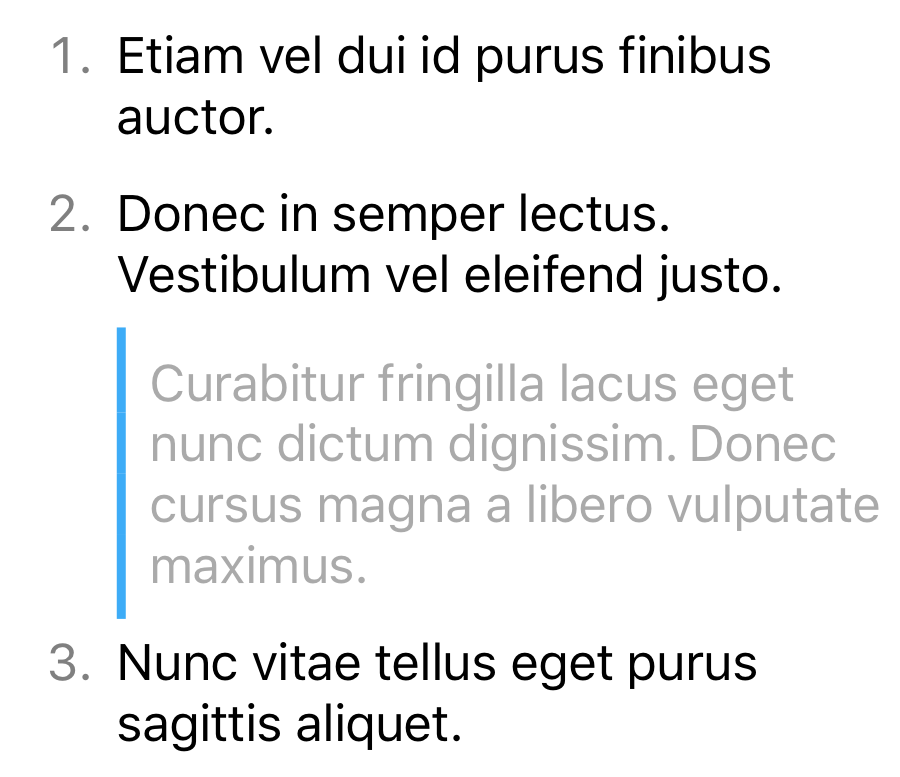 1. Etiam vel dui id purus finibus
auctor.
2. Donec in semper lectus.
Vestibulum vel eleifend justo.
Curabitur fringilla lacus eget
nunc dictum dignissim. Donec
cursus magna a libero vulputate
maximus.
3. Nunc vitae tellus eget purus
sagittis aliquet.